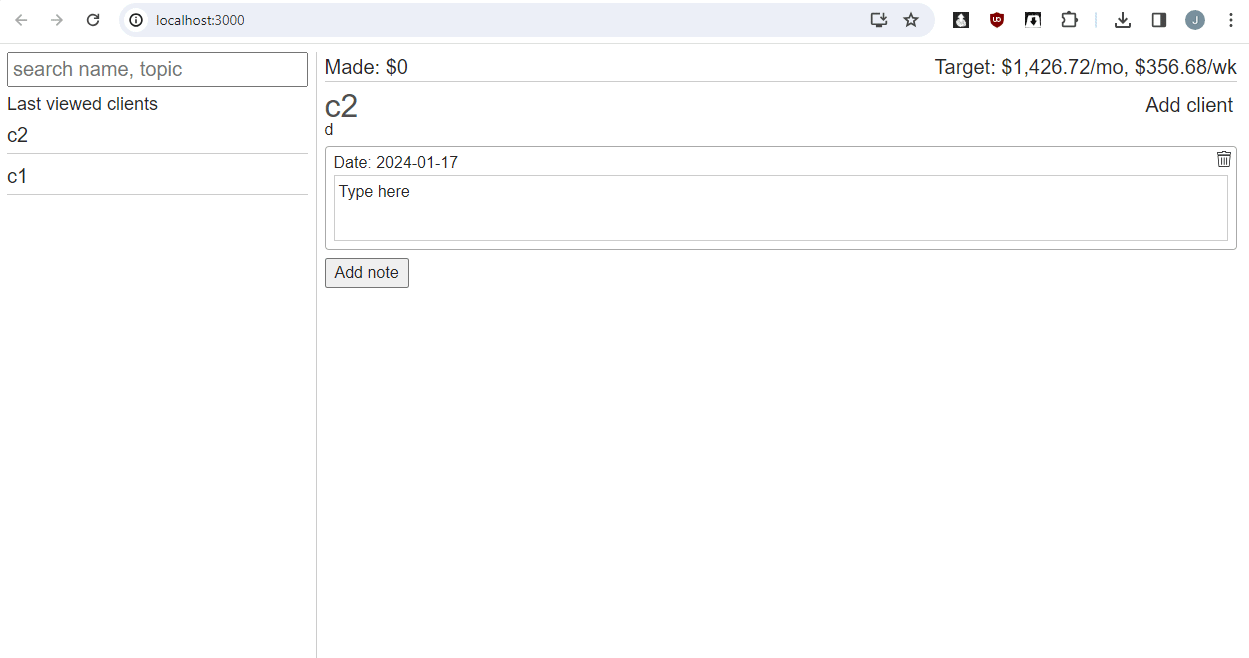 localhost:3000
J
search name, topic
Last viewed clients
c2
c1
Made: $0
Target: $1,426.72/mo, $356.68/wk
c2
Add client
d
Date: 2024-01-17
Type here
Add note